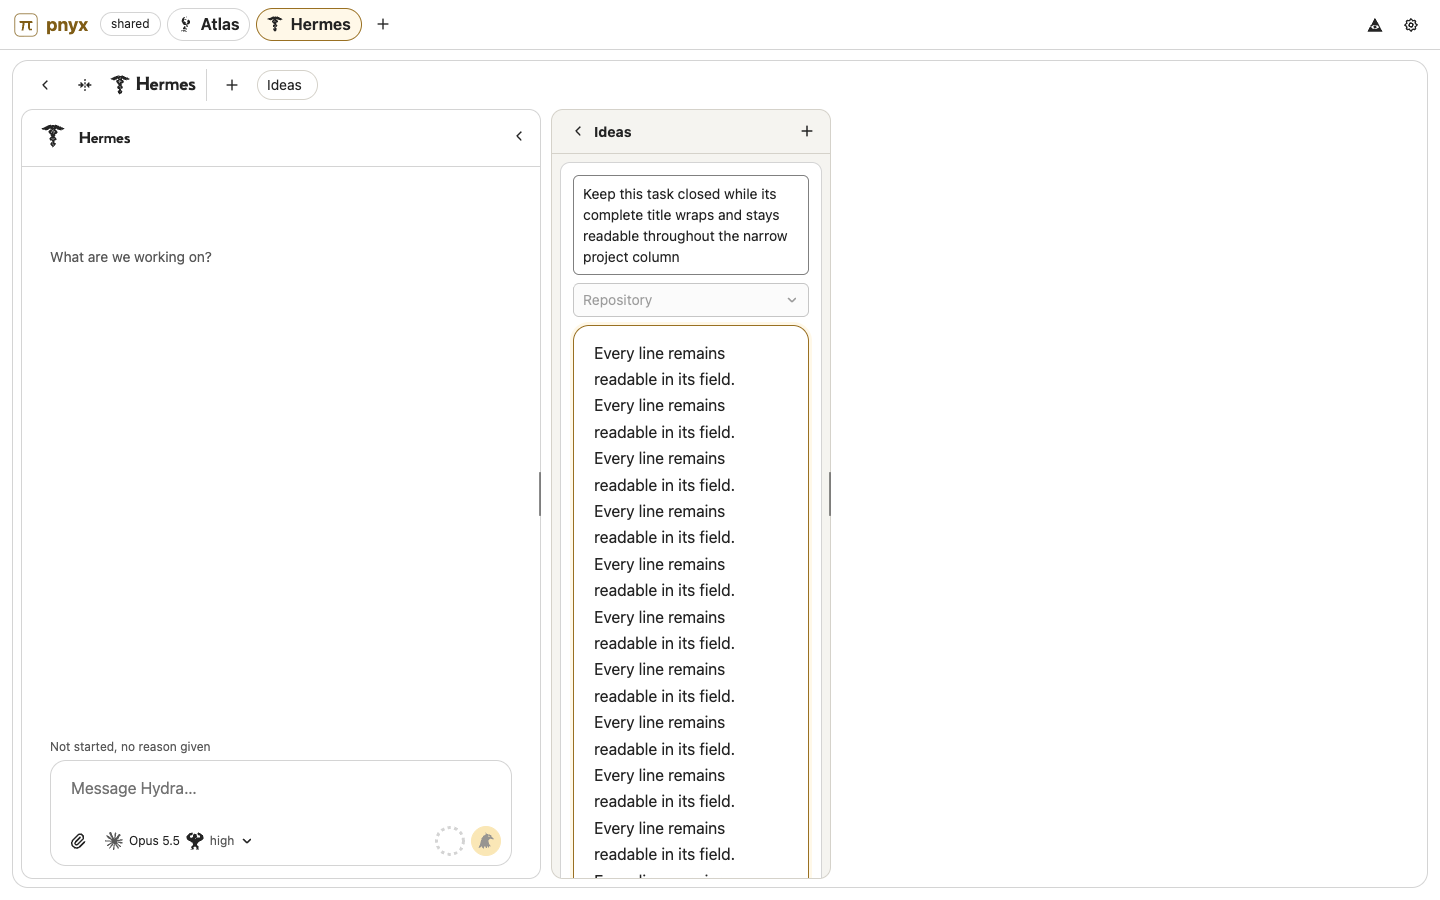 π pnyx
shared
Atlas
Hermes
Hermes
Ideas
Hermes
What are we working on?
Not started, no reason given
Message Hydra...
Opus 5.5
high
Ideas
Keep this task closed while its
complete title wraps and stays
readable throughout the narrow
project column
Repository
Every line remains
readable in its field.
Every line remains
readable in its field.
Every line remains
readable in its field.
Every line remains
readable in its field.
Every line remains
readable in its field.
Every line remains
readable in its field.
Every line remains
readable in its field.
Every line remains
readable in its field.
Every line remains
readable in its field.
Every line remains
readable in its field.